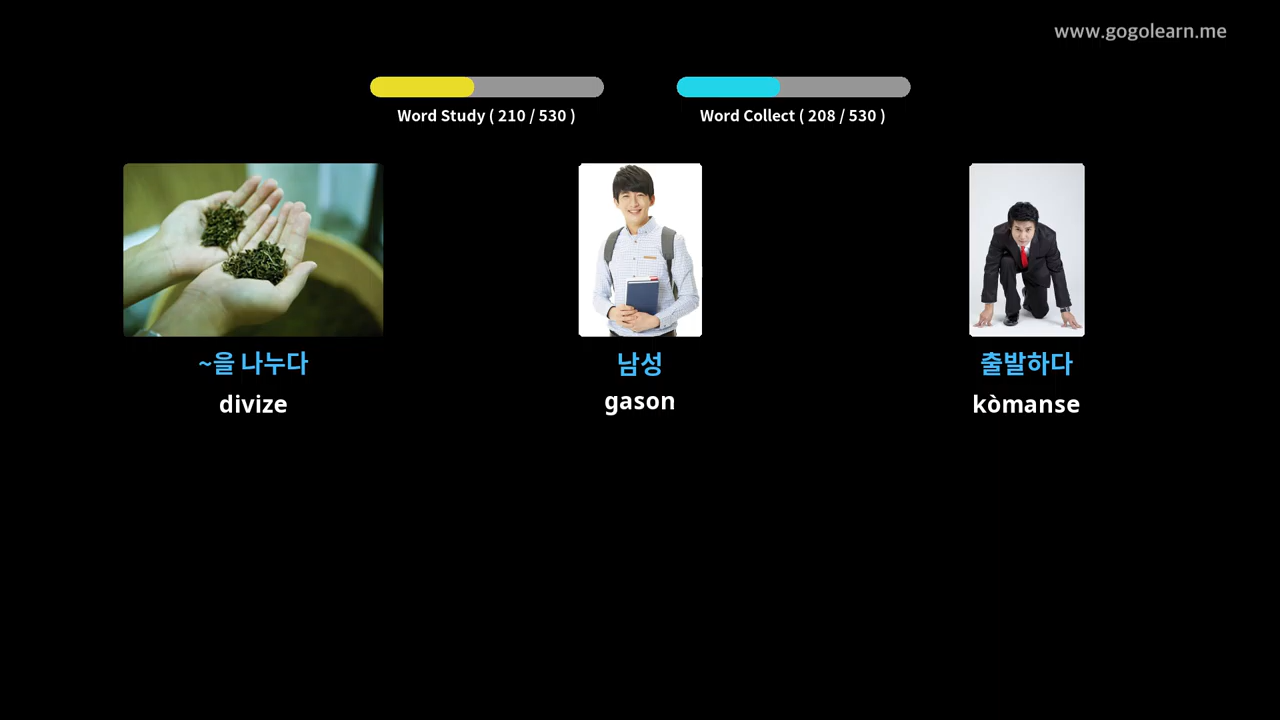 www.gogolearn.me
Word Study ( 210 / 530 )
Word Collect ( 208 / 530 )
~을 나누다
divize
남성
gason
출발하다
kòmanse